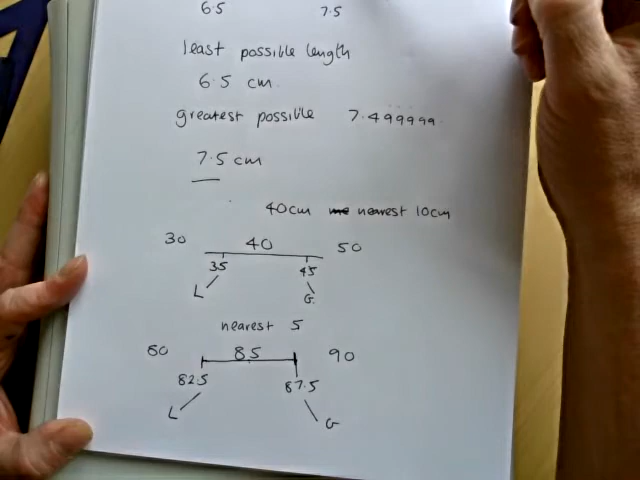 6.5 7.5
least possible length
6.5 cm
greatest possible 7.499999
7.5 cm
40cm nearest 10cm
30 40 50
35 45
L G
nearest 5
80 85 90
82.5 87.5
L G